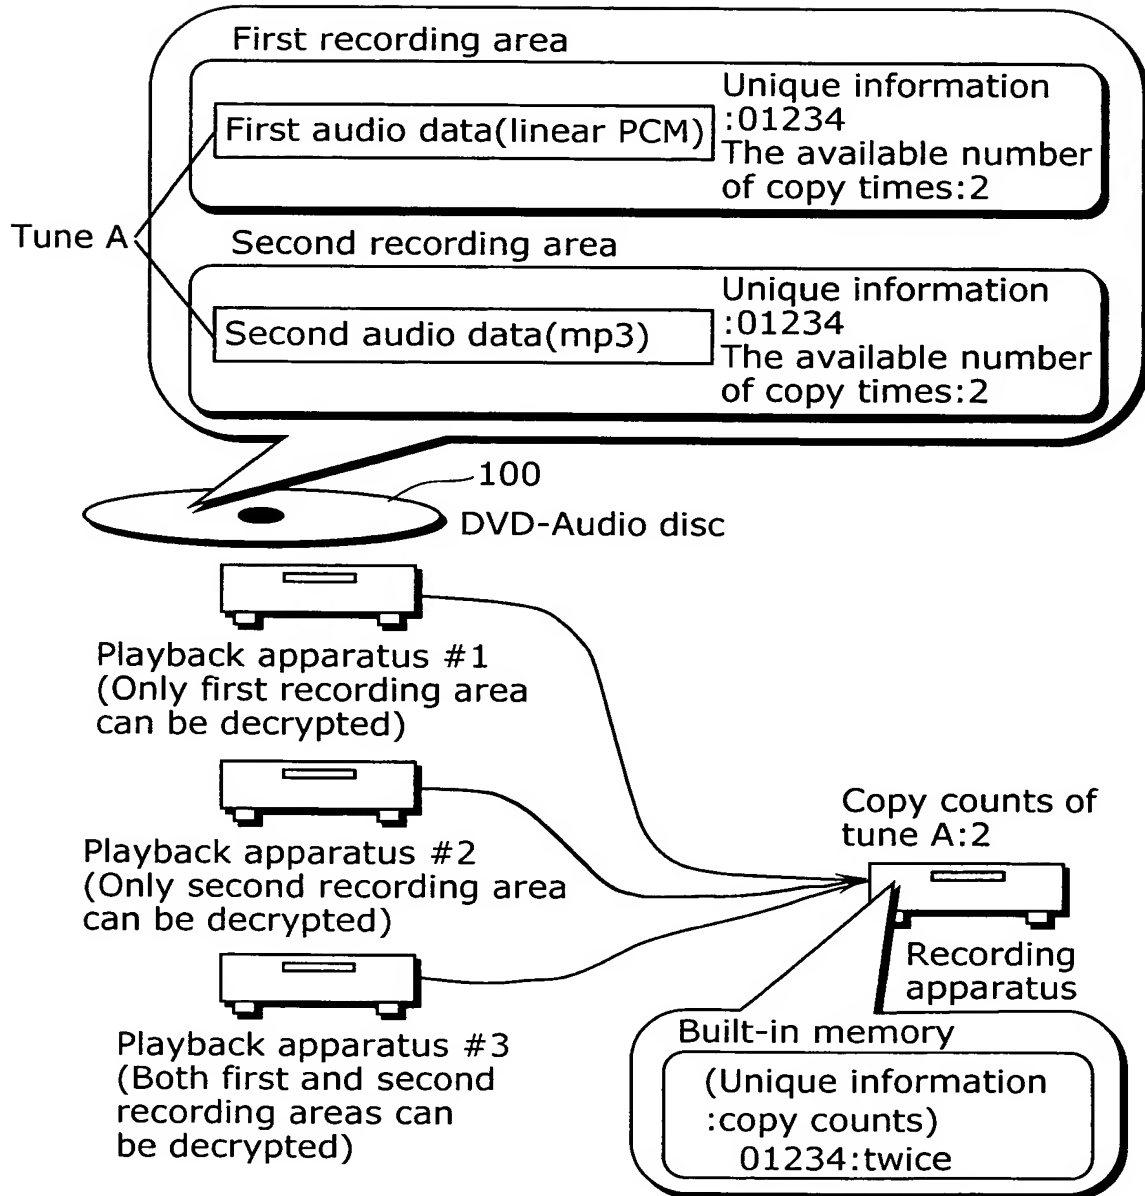 First recording area
First audio data(linear PCM)
Unique information
:01234
The available number
of copy times:2
Tune A
Second recording area
Second audio data(mp3)
Unique information
:01234
The available number
of copy times:2
100
DVD-Audio disc
Playback apparatus #1
(Only first recording area
can be decrypted)
Playback apparatus #2
(Only second recording area
can be decrypted)
Playback apparatus #3
(Both first and second
recording areas can
be decrypted)
Copy counts of
tune A:2
Recording
apparatus
Built-in memory
(Unique information
:copy counts)
01234:twice